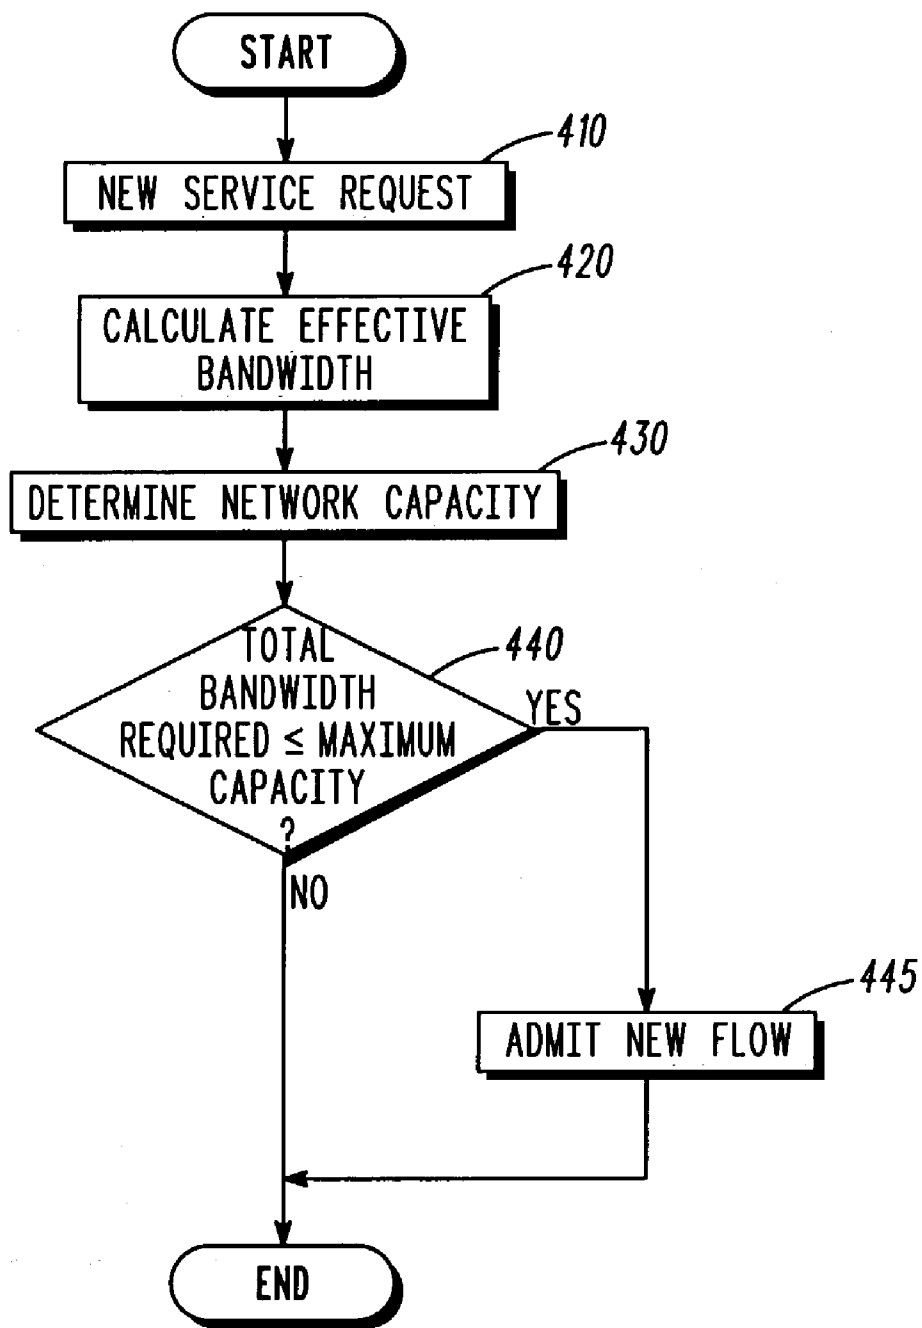 START
410
NEW SERVICE REQUEST
420
CALCULATE EFFECTIVE
BANDWIDTH
430
DETERMINE NETWORK CAPACITY
440
TOTAL
BANDWIDTH
REQUIRED ≤ MAXIMUM
CAPACITY
?
YES
NO
445
ADMIT NEW FLOW
END